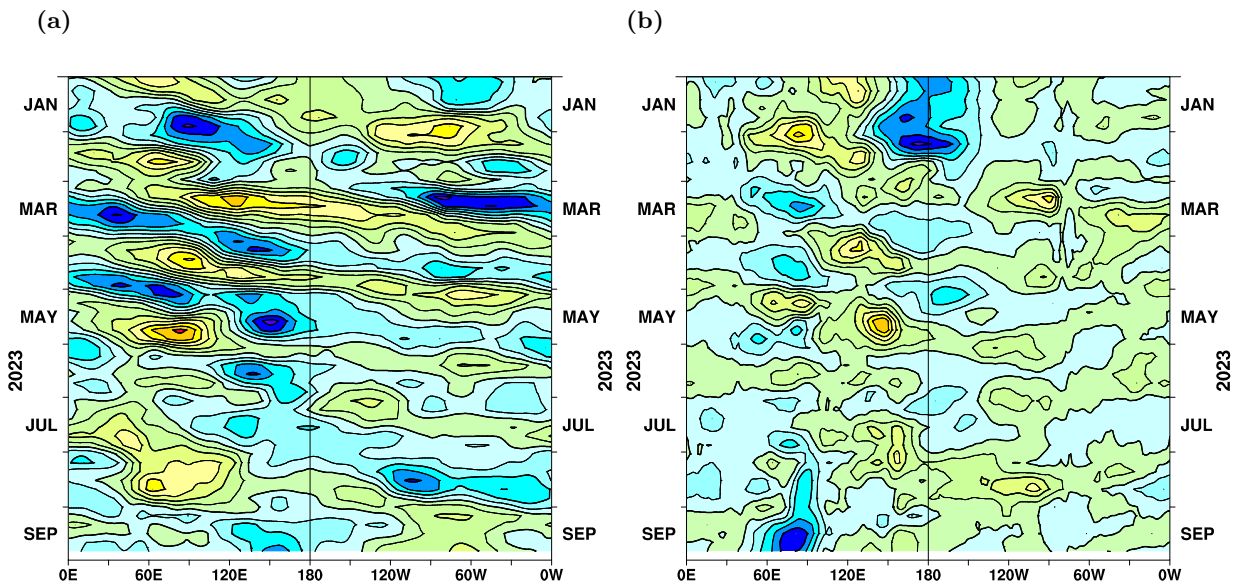 (a) (b)
JAN JAN JAN JAN
MAR MAR MAR MAR
MAY MAY MAY MAY
2023 2023 2023 2023
JUL JUL JUL JUL
SEP SEP SEP SEP
0E 60E 120E 180 120W 60W 0W 0E 60E 120E 180 120W 60W 0W